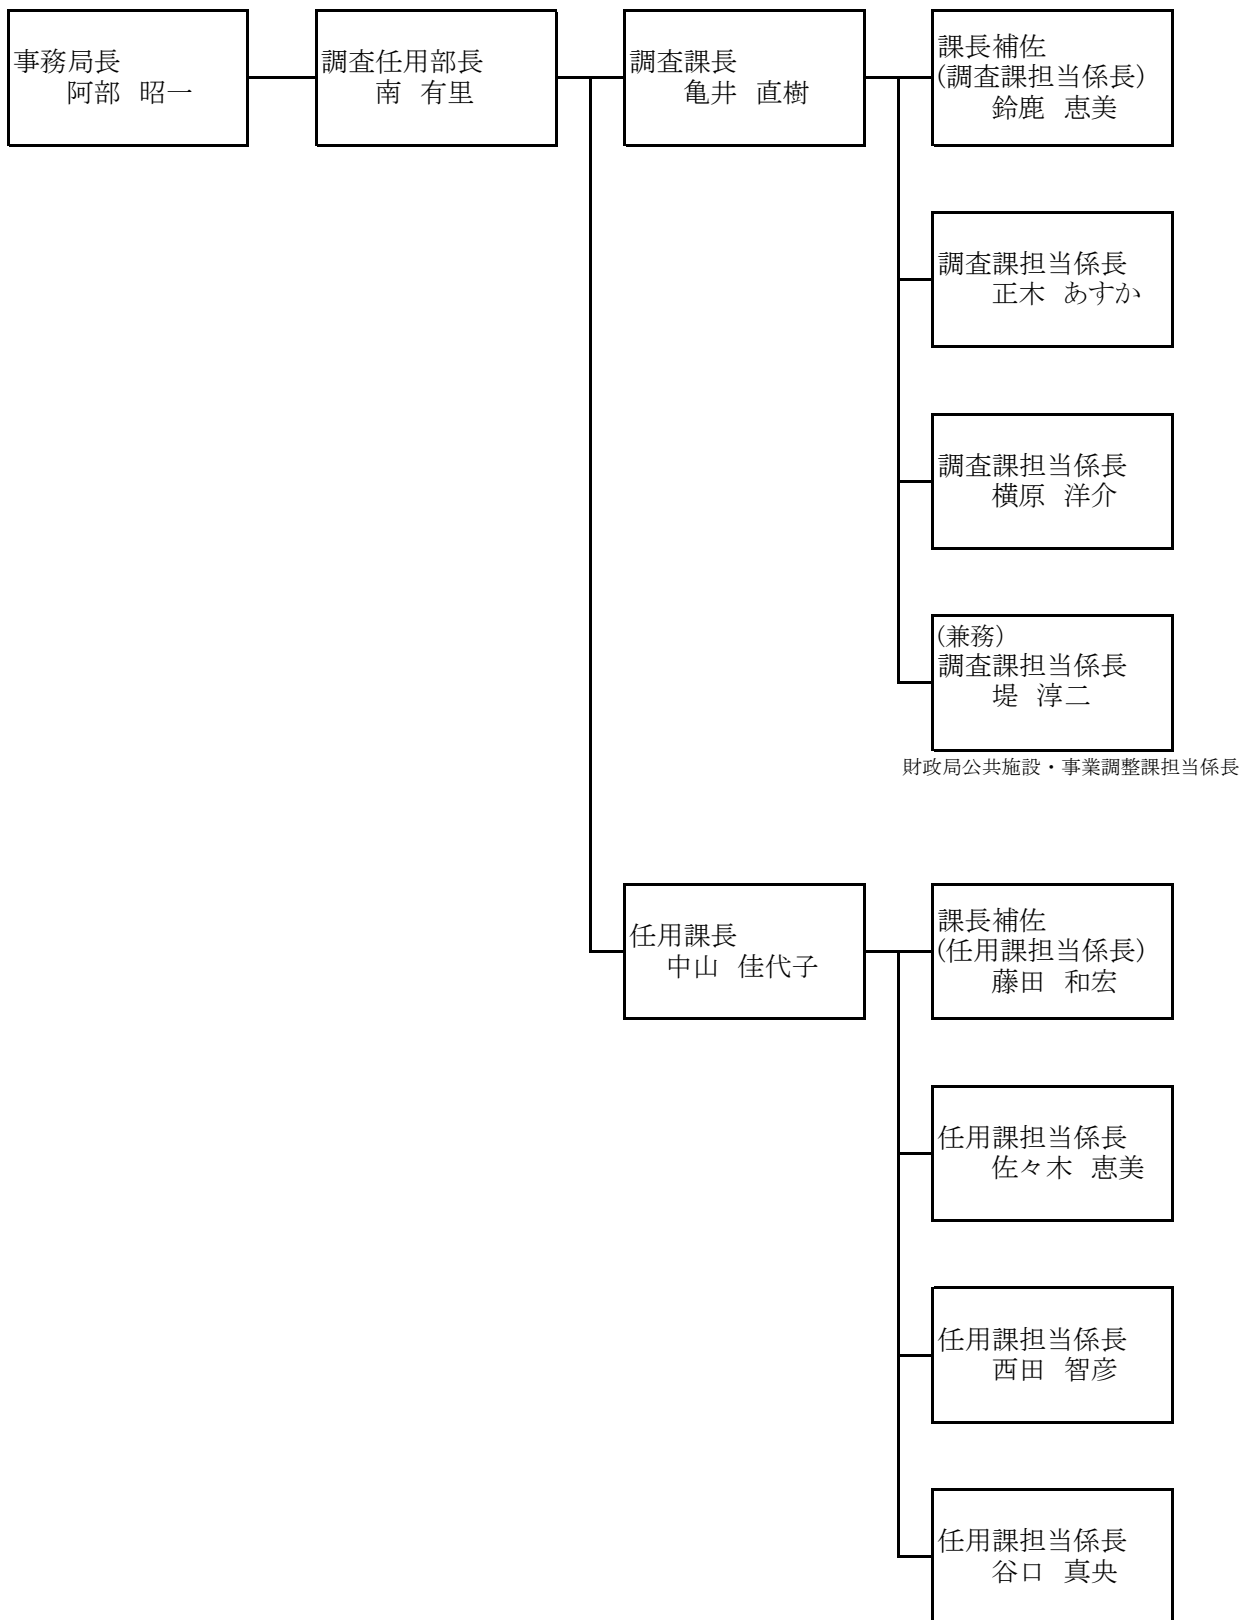 事務局長
阿部 昭一
調査任用部長
南 有里
調査課長
亀井 直樹
課長補佐
(調査課担当係長)
鈴鹿 恵美
調査課担当係長
正木 あすか
調査課担当係長
横原 洋介
(兼務)
調査課担当係長
堤 淳二
財政局公共施設・事業調整課担当係長
任用課長
中山 佳代子
課長補佐
(任用課担当係長)
藤田 和宏
任用課担当係長
佐々木 恵美
任用課担当係長
西田 智彦
任用課担当係長
谷口 真央